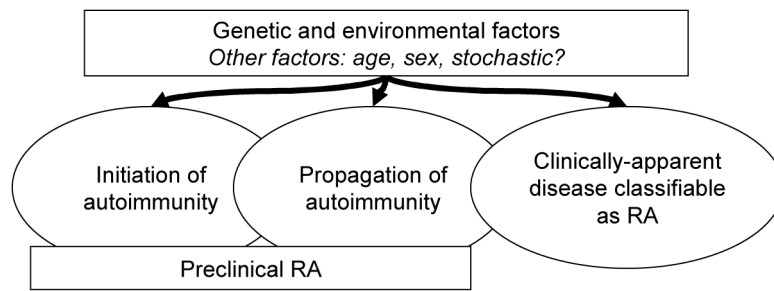 Genetic and environmental factors
Other factors: age, sex, stochastic?
Initiation of
autoimmunity
Propagation of
autoimmunity
Clinically-apparent
disease classifiable
as RA
Preclinical RA